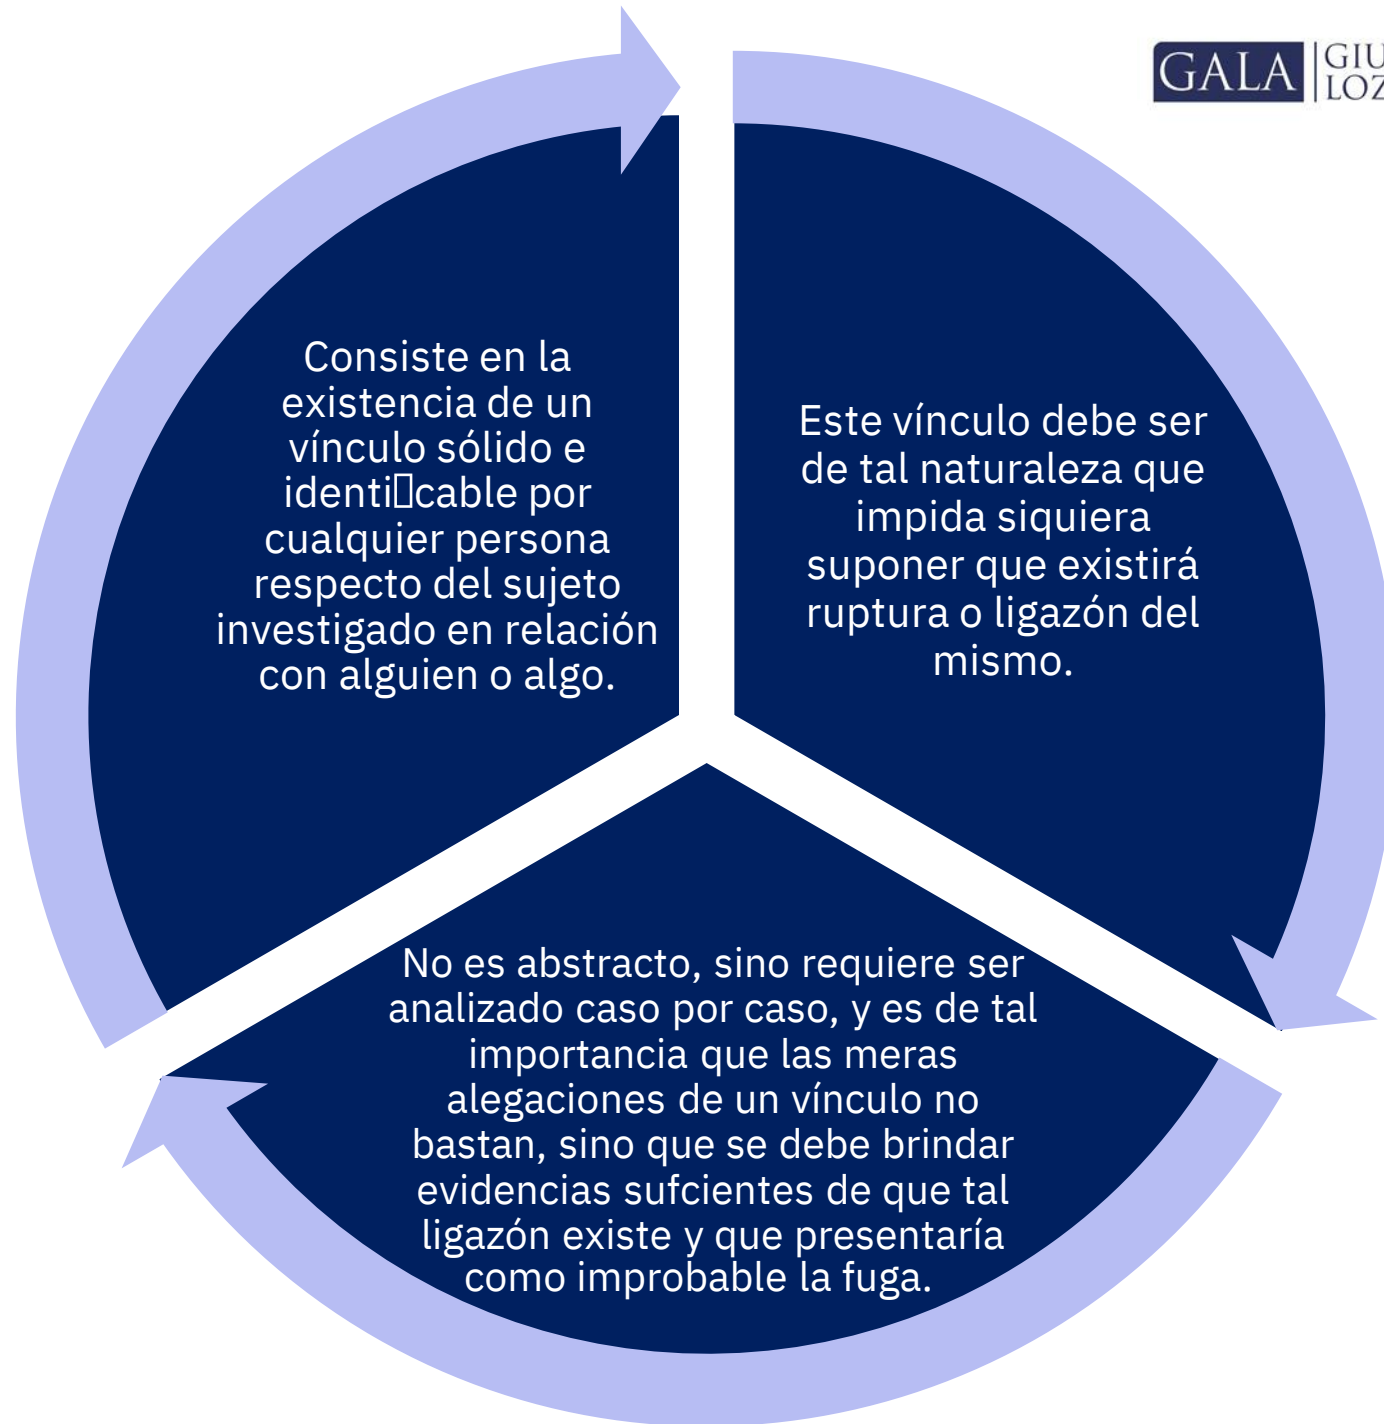 GALA
GIU
LOZ
Consiste en la
existencia de un
vínculo sólido e
identi▯cable por
cualquier persona
respecto del sujeto
investigado en relación
con alguien o algo.
Este vínculo debe ser
de tal naturaleza que
impida siquiera
suponer que existirá
ruptura o ligazón del
mismo.
No es abstracto, sino requiere ser
analizado caso por caso, y es de tal
importancia que las meras
alegaciones de un vínculo no
bastan, sino que se debe brindar
evidencias sufcientes de que tal
ligazón existe y que presentaría
como improbable la fuga.